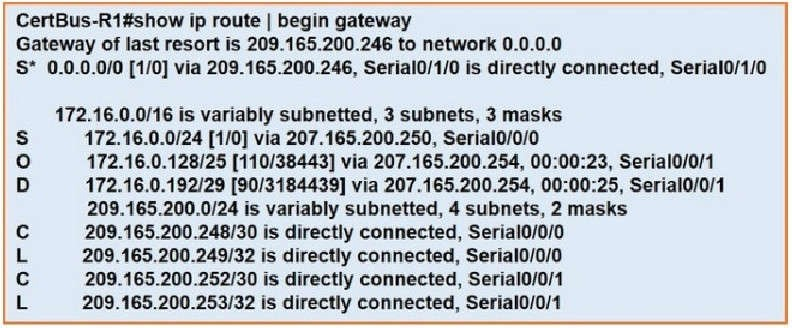 CertBus-R1#show ip route | begin gateway
Gateway of last resort is 209.165.200.246 to network 0.0.0.0
S* 0.0.0.0/0 [1/0] via 209.165.200.246, Serial0/1/0 is directly connected, Serial0/1/0
172.16.0.0/16 is variably subnetted, 3 subnets, 3 masks
S 172.16.0.0/24 [1/0] via 207.165.200.250, Serial0/0/0
O 172.16.0.128/25 [110/38443] via 207.165.200.254, 00:00:23, Serial0/0/1
D 172.16.0.192/29 [90/3184439] via 207.165.200.254, 00:00:25, Serial0/0/1
209.165.200.0/24 is variably subnetted, 4 subnets, 2 masks
C 209.165.200.248/30 is directly connected, Serial0/0/0
L 209.165.200.249/32 is directly connected, Serial0/0/0
C 209.165.200.252/30 is directly connected, Serial0/0/1
L 209.165.200.253/32 is directly connected, Serial0/0/1